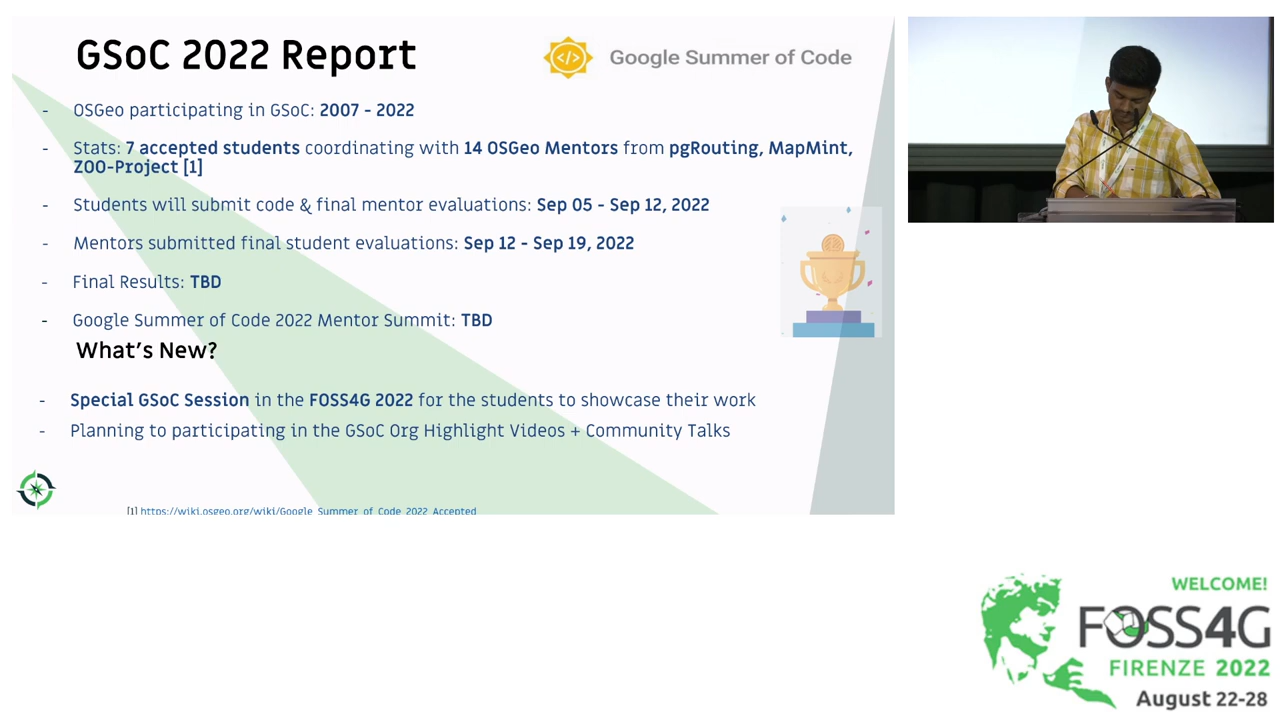 GSoC 2022 Report
</> Google Summer of Code
- OSGeo participating in GSoC: 2007 - 2022
- Stats: 7 accepted students coordinating with 14 OSGeo Mentors from pgRouting, MapMint,
ZOO-Project [1]
- Students will submit code & final mentor evaluations: Sep 05 - Sep 12, 2022
- Mentors submitted final student evaluations: Sep 12 - Sep 19, 2022
- Final Results: TBD
- Google Summer of Code 2022 Mentor Summit: TBD
What's New?
- Special GSoC Session in the FOSS4G 2022 for the students to showcase their work
- Planning to participating in the GSoC Org Highlight Videos + Community Talks
[1] https://wiki.osgeo.org/wiki/Google_Summer_of_Code_2022_Accepted
WELCOME!
FOSS4G
FIRENZE 2022
August 22-28